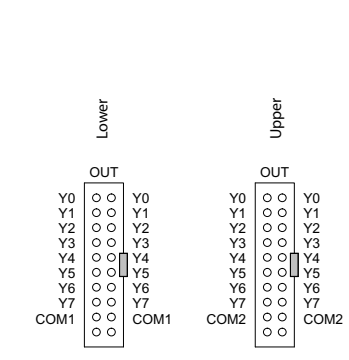 Lower Upper
OUT OUT
Y0 Y0 Y0 Y0
Y1 Y1 Y1 Y1
Y2 Y2 Y2 Y2
Y3 Y3 Y3 Y3
Y4 Y4 Y4 Y4
Y5 Y5 Y5 Y5
Y6 Y6 Y6 Y6
Y7 Y7 Y7 Y7
COM1 COM1 COM2 COM2